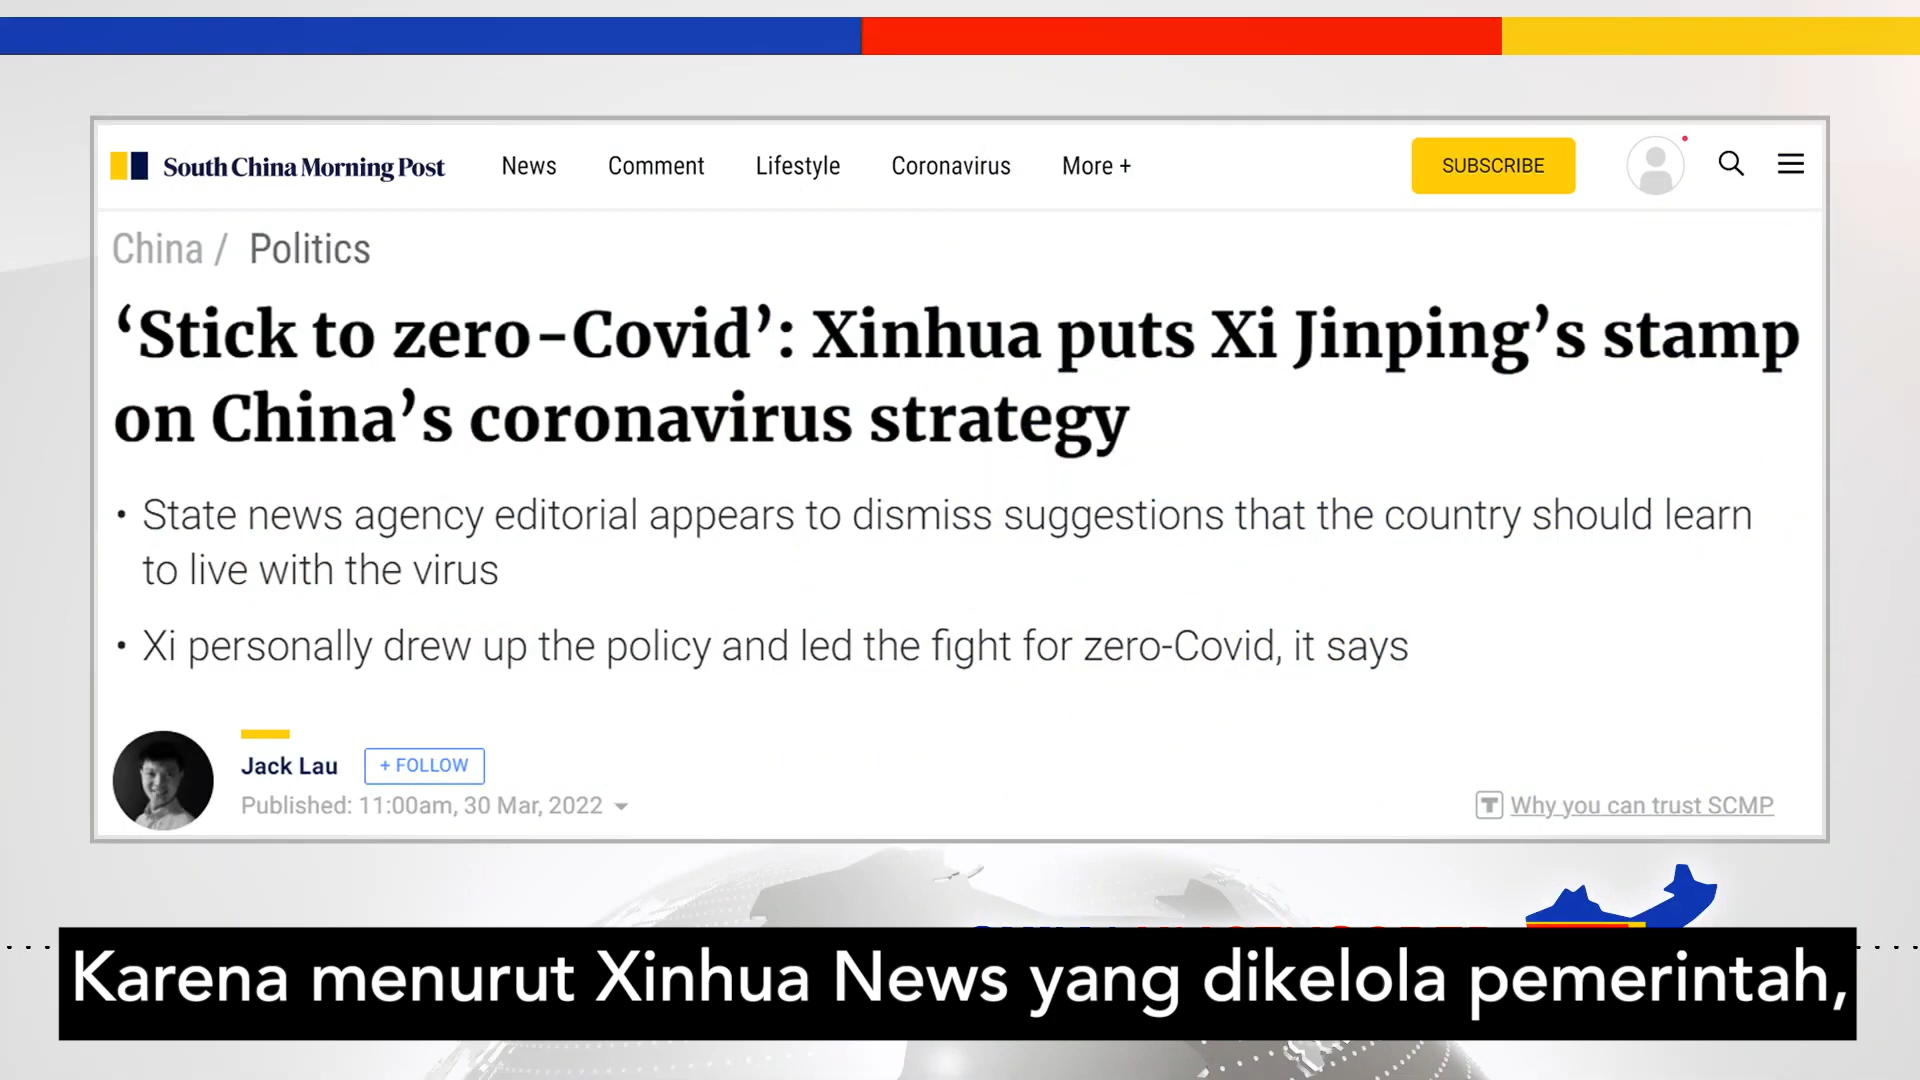 South China Morning Post News Comment Lifestyle Coronavirus More + SUBSCRIBE
China / Politics
‘Stick to zero-Covid’: Xinhua puts Xi Jinping’s stamp
on China’s coronavirus strategy
• State news agency editorial appears to dismiss suggestions that the country should learn
to live with the virus
• Xi personally drew up the policy and led the fight for zero-Covid, it says
Jack Lau + FOLLOW
Published: 11:00am, 30 Mar, 2022
T Why you can trust SCMP
Karena menurut Xinhua News yang dikelola pemerintah,